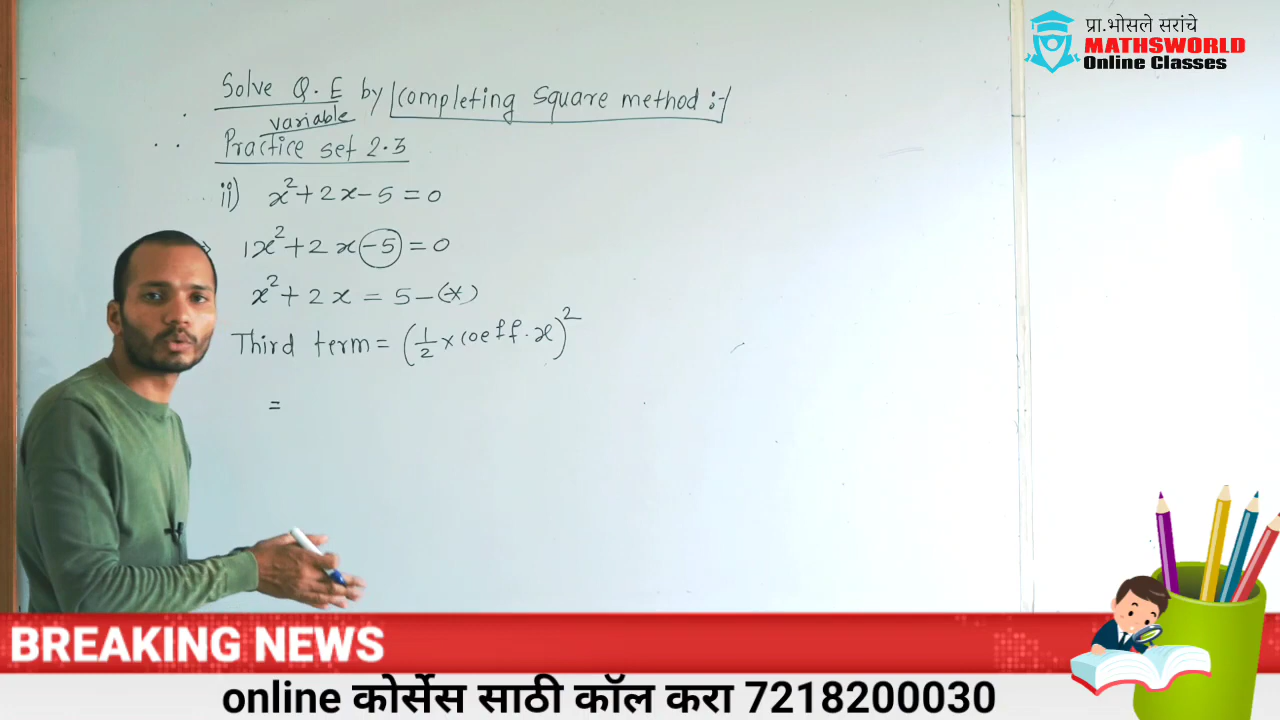 प्रा.भोसले सरांचे
MATHSWORLD
Online Classes
Solve Q.E by completing square method :-
variable
Practice set 2.3
ii) x²+2x-5=0
1x²+2x-5=0
x²+2x=5-(*)
Third term=(1/2×coeff.x)²
=
BREAKING NEWS
online कोर्सेस साठी कॉल करा 7218200030